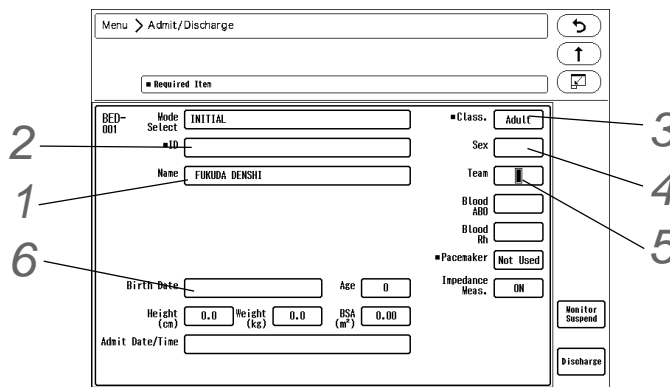 Menu > Admit/Discharge
■ Required Item
BED-001 Mode Select INITIAL ■Class. Adult 3
2 ■ID Sex 4
1 Name FUKUDA DENSHI Team 5
Blood ABO
Blood Rh
■Pacemaker Not Used
6 Birth Date Age 0 Impedance Meas. ON
Height (cm) 0.0 Weight (kg) 0.0 BSA (m²) 0.00 Monitor Suspend
Admit Date/Time
Discharge